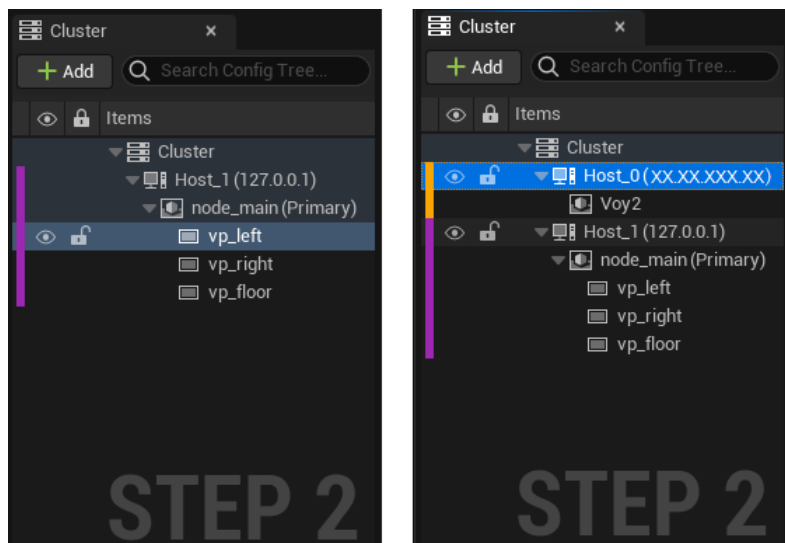 Cluster ×
+ Add Search Config Tree...
Items
Cluster
Host_1 (127.0.0.1)
node_main (Primary)
vp_left
vp_right
vp_floor
STEP 2
Cluster ×
+ Add Search Config Tree...
Items
Cluster
Host_0 (XX.XX.XXX.XX)
Voy2
Host_1 (127.0.0.1)
node_main (Primary)
vp_left
vp_right
vp_floor
STEP 2